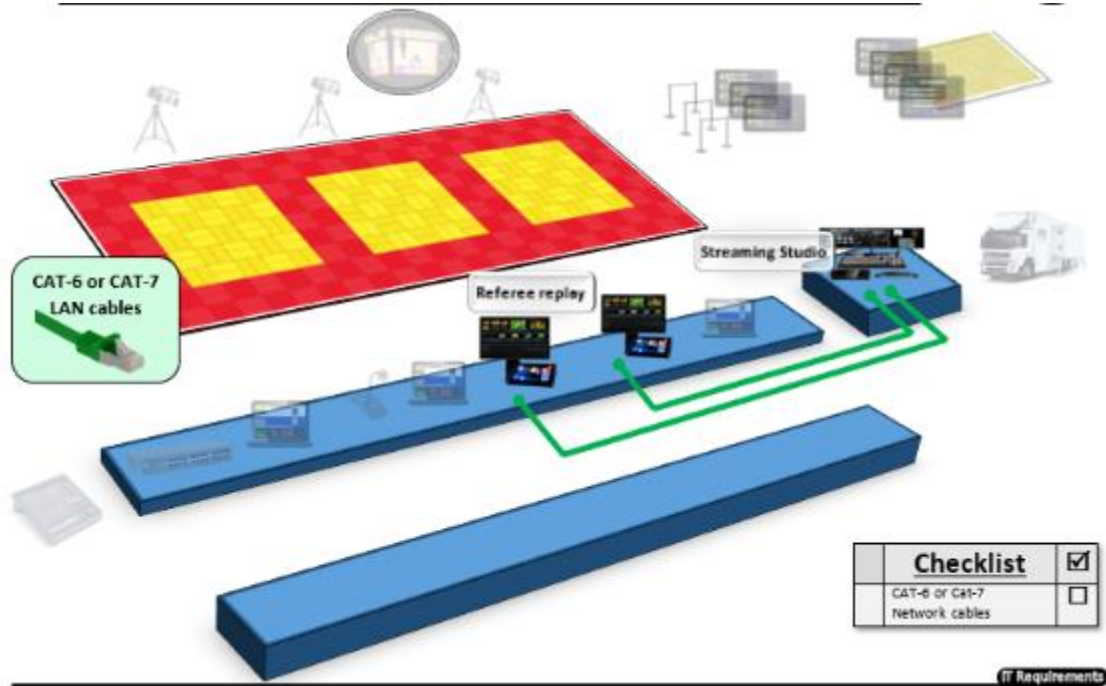 Streaming Studio
CAT-6 or CAT-7
LAN cables
Referee replay
Checklist
CAT-6 or Cat-7
Network cables
IT Requirements